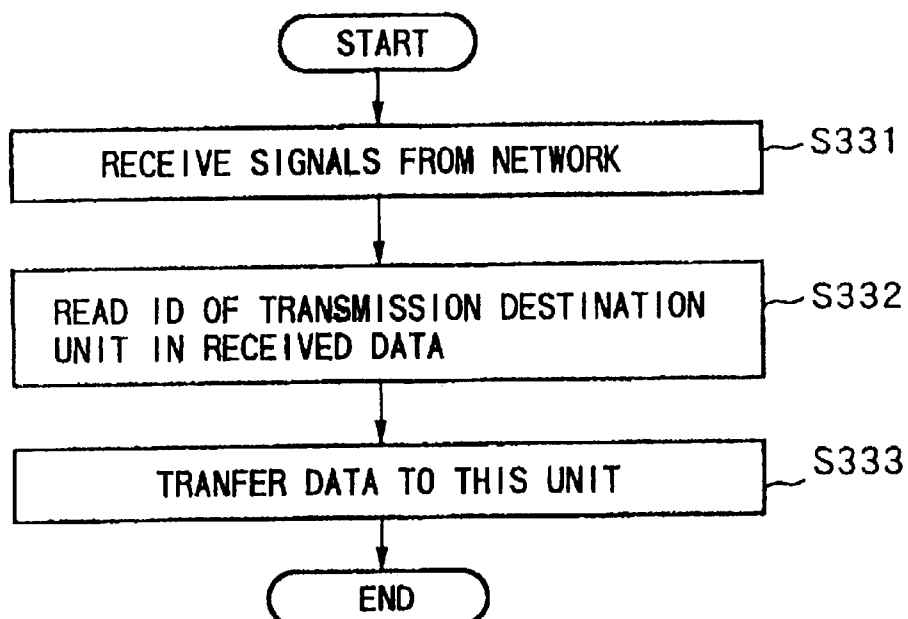 START
RECEIVE SIGNALS FROM NETWORK
S331
READ ID OF TRANSMISSION DESTINATION
UNIT IN RECEIVED DATA
S332
TRANFER DATA TO THIS UNIT
S333
END